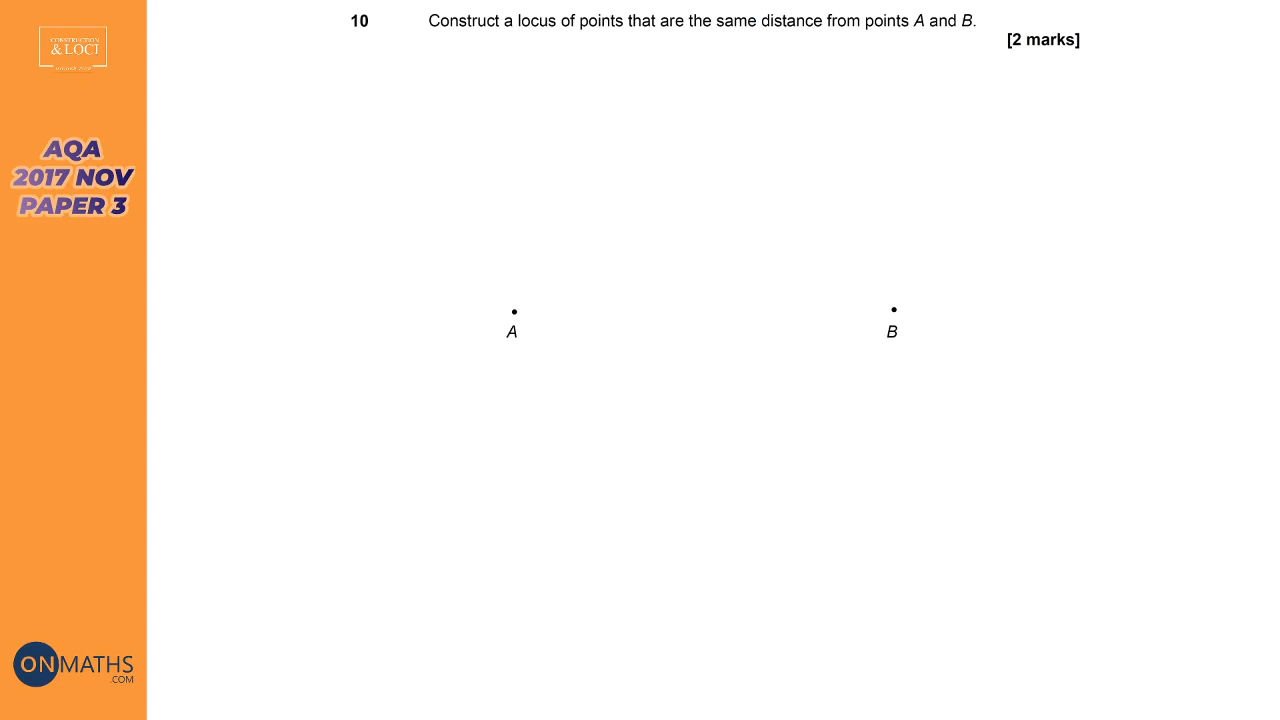 CONSTRUCTION
& LOCI
AQA
2017 NOV
PAPER 3
10 Construct a locus of points that are the same distance from points A and B.
[2 marks]
A
B
ONMATHS
.COM